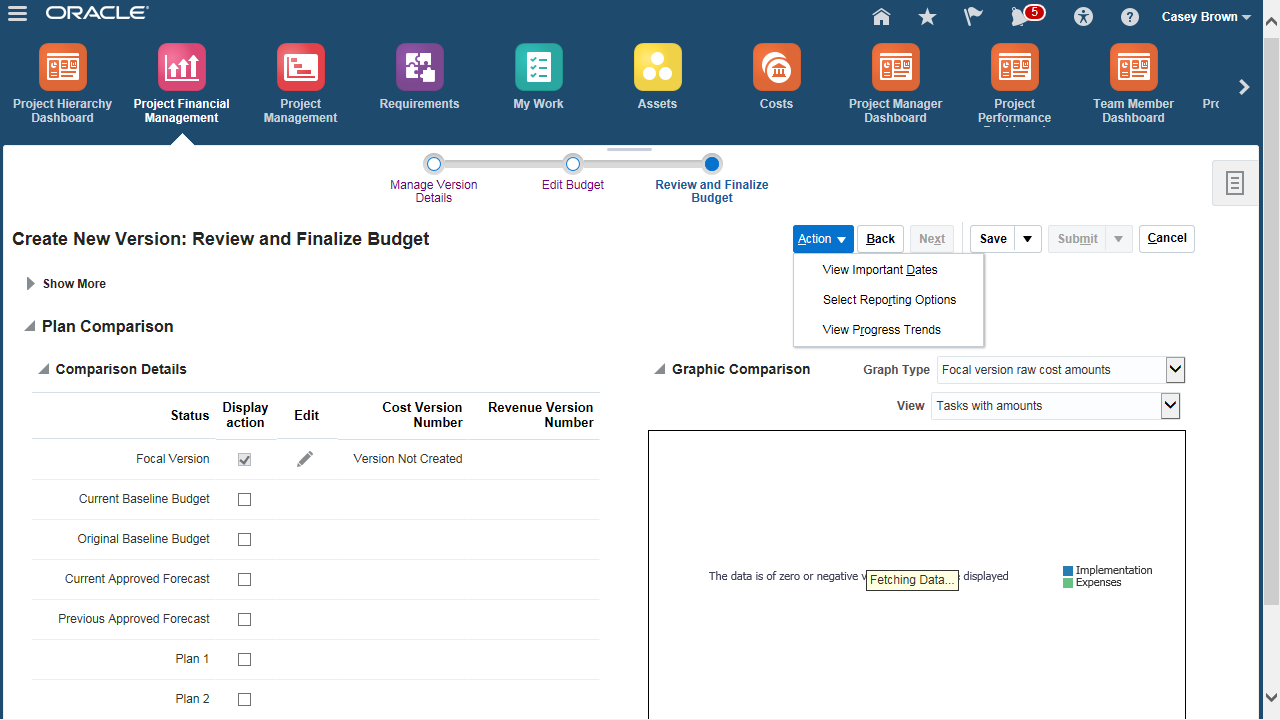 ORACLE
5
Casey Brown
Project Hierarchy
Dashboard
Project Financial
Management
Project
Management
Requirements
My Work
Assets
Costs
Project Manager
Dashboard
Project
Performance
Team Member
Dashboard
Manage Version
Details
Edit Budget
Review and Finalize
Budget
Create New Version: Review and Finalize Budget
Action
Back
Next
Save
Submit
Cancel
View Important Dates
Select Reporting Options
View Progress Trends
Show More
Plan Comparison
Comparison Details
Graphic Comparison
Graph Type
Focal version raw cost amounts
View
Tasks with amounts
Status
Display
action
Edit
Cost Version
Number
Revenue Version
Number
Focal Version
Version Not Created
Current Baseline Budget
Original Baseline Budget
Current Approved Forecast
Previous Approved Forecast
Plan 1
Plan 2
The data is of zero or negative
displayed
Fetching Data...
Implementation
Expenses